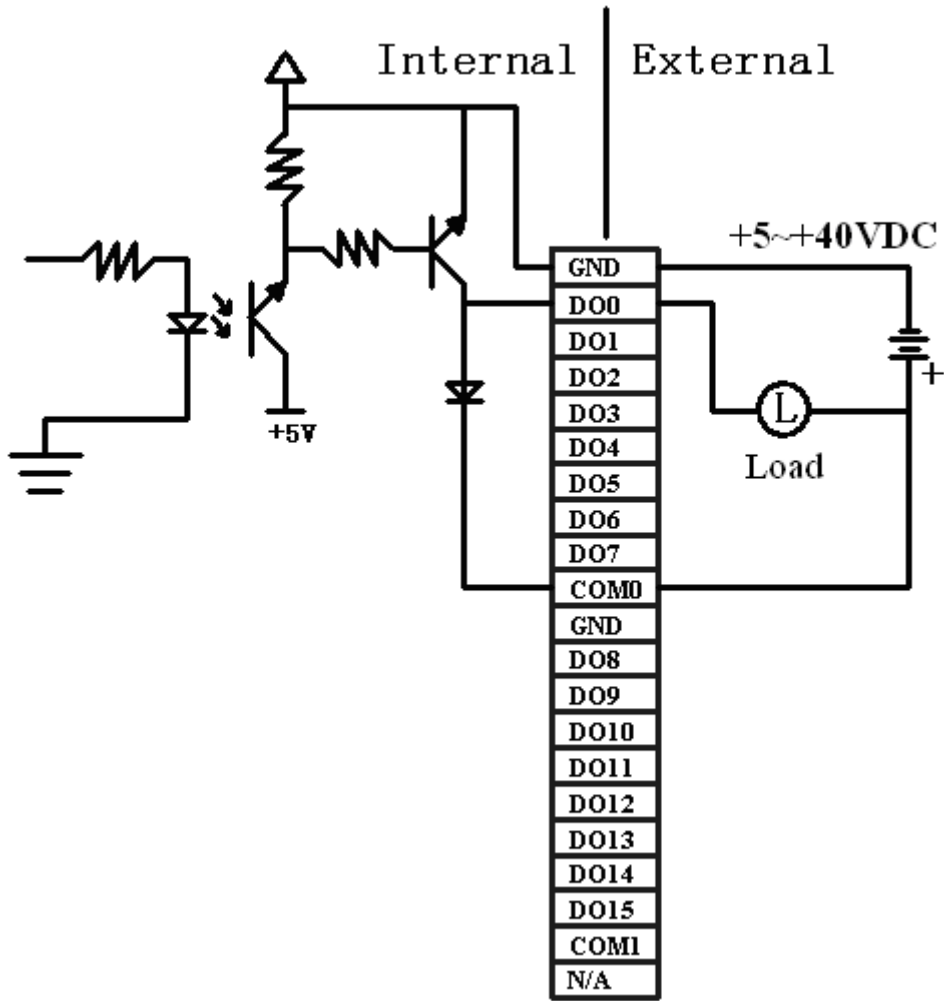 Internal External
+5~+40VDC
GND
DO0
DO1
DO2
DO3
DO4
DO5
DO6
DO7
COM0
GND
DO8
DO9
DO10
DO11
DO12
DO13
DO14
DO15
COM1
N/A
+5V
+
L
Load